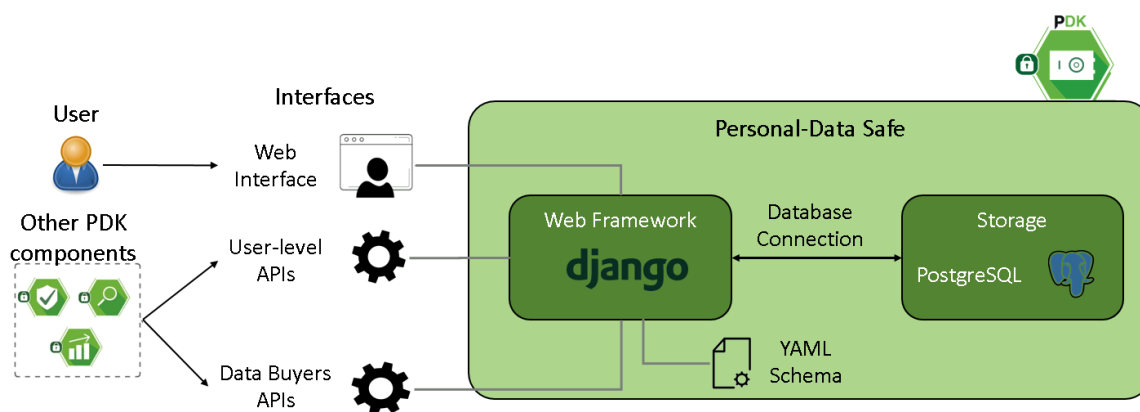 PDK
User
Interfaces
Personal-Data Safe
Web
Interface
Other PDK
components
User-level
APIs
Data Buyers
APIs
Web Framework
django
Database
Connection
Storage
PostgreSQL
YAML
Schema